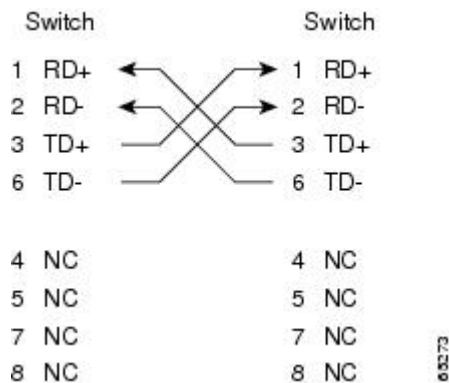 Switch Switch
1 RD+ 1 RD+
2 RD- 2 RD-
3 TD+ 3 TD+
6 TD- 6 TD-
4 NC 4 NC
5 NC 5 NC
7 NC 7 NC
8 NC 8 NC
65273